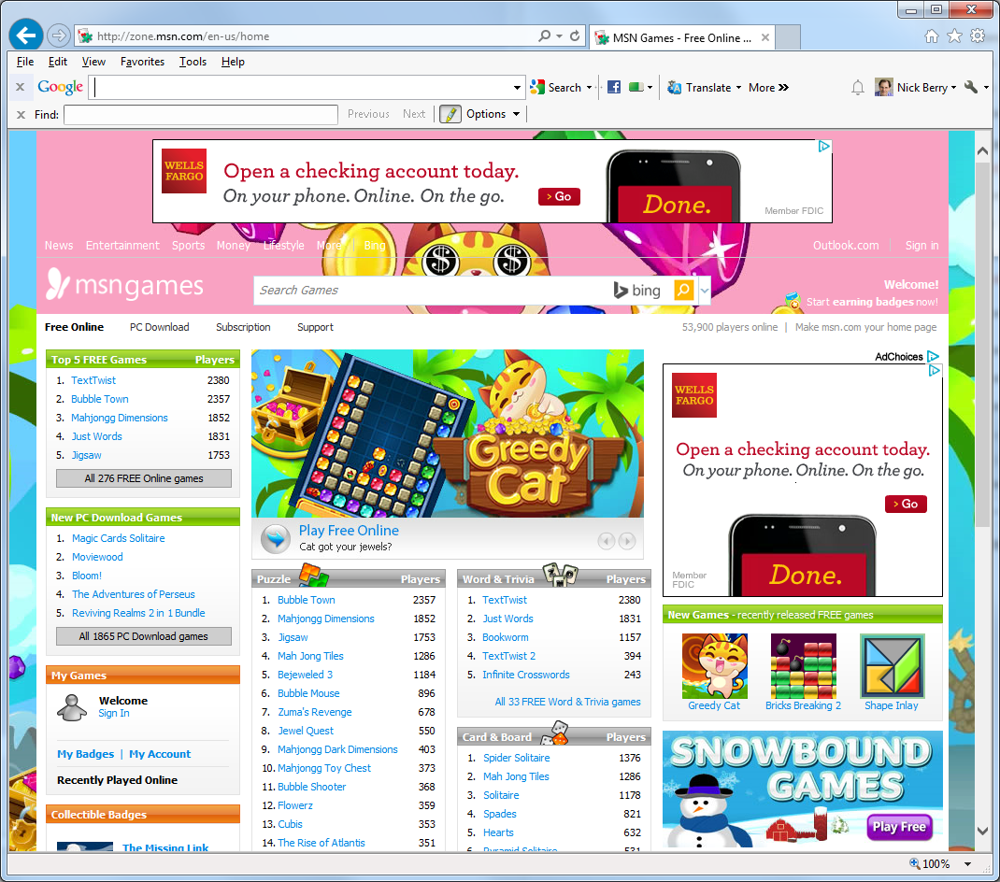 http://zone.msn.com/en-us/home
MSN Games - Free Online ...
File Edit View Favorites Tools Help
x Google Search Translate More » Nick Berry
x Find: Previous Next Options
WELLS FARGO
Open a checking account today.
On your phone. Online. On the go.
> Go
Done.
Member FDIC
News Entertainment Sports Money Lifestyle More | Bing
Outlook.com | Sign in
msngames
Search Games
bing
Welcome!
Start earning badges now!
Free Online PC Download Subscription Support
53,900 players online | Make msn.com your home page
Top 5 FREE Games Players
1. TextTwist 2380
2. Bubble Town 2357
3. Mahjongg Dimensions 1852
4. Just Words 1831
5. Jigsaw 1753
All 276 FREE Online games
New PC Download Games
1. Magic Cards Solitaire
2. Moviewood
3. Bloom!
4. The Adventures of Perseus
5. Reviving Realms 2 in 1 Bundle
All 1865 PC Download games
My Games
Welcome
Sign In
My Badges | My Account
Recently Played Online
Collectible Badges
The Missing Link
Greedy
Cat
Play Free Online
Cat got your jewels?
Puzzle Players
1. Bubble Town 2357
2. Mahjongg Dimensions 1852
3. Jigsaw 1753
4. Mah Jong Tiles 1286
5. Bejeweled 3 1184
6. Bubble Mouse 896
7. Zuma's Revenge 678
8. Jewel Quest 550
9. Mahjongg Dark Dimensions 403
10. Mahjongg Toy Chest 373
11. Bubble Shooter 368
12. Flowerz 359
13. Cubis 353
14. The Rise of Atlantis 351
Word & Trivia Players
1. TextTwist 2380
2. Just Words 1831
3. Bookworm 1157
4. TextTwist 2 394
5. Infinite Crosswords 243
All 33 FREE Word & Trivia games
Card & Board Players
1. Spider Solitaire 1376
2. Mah Jong Tiles 1286
3. Solitaire 1178
4. Spades 821
5. Hearts 632
6. Pyramid Solitaire 531
AdChoices
WELLS FARGO
Open a checking account today.
On your phone. Online. On the go.
> Go
Done.
Member
FDIC
New Games - recently released FREE games
Greedy Cat Bricks Breaking 2 Shape Inlay
SNOWBOUND
GAMES
Play Free
100%